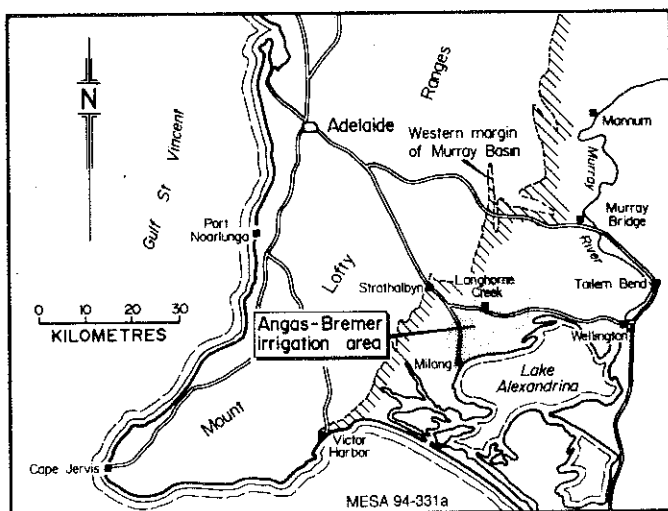 N
Gulf St Vincent
Adelaide
Ranges
Western margin
of Murray Basin
Mannum
Murray
River
Murray
Bridge
Port
Noarlunga
Lofty
Strathalbyn
Langhorne
Creek
Tailem Bend
0 10 20 30
KILOMETRES
Angas-Bremer
irrigation area
Wellington
Milang
Lake
Alexandrina
Mount
Victor
Harbor
Cape Jervis
MESA 94-331a